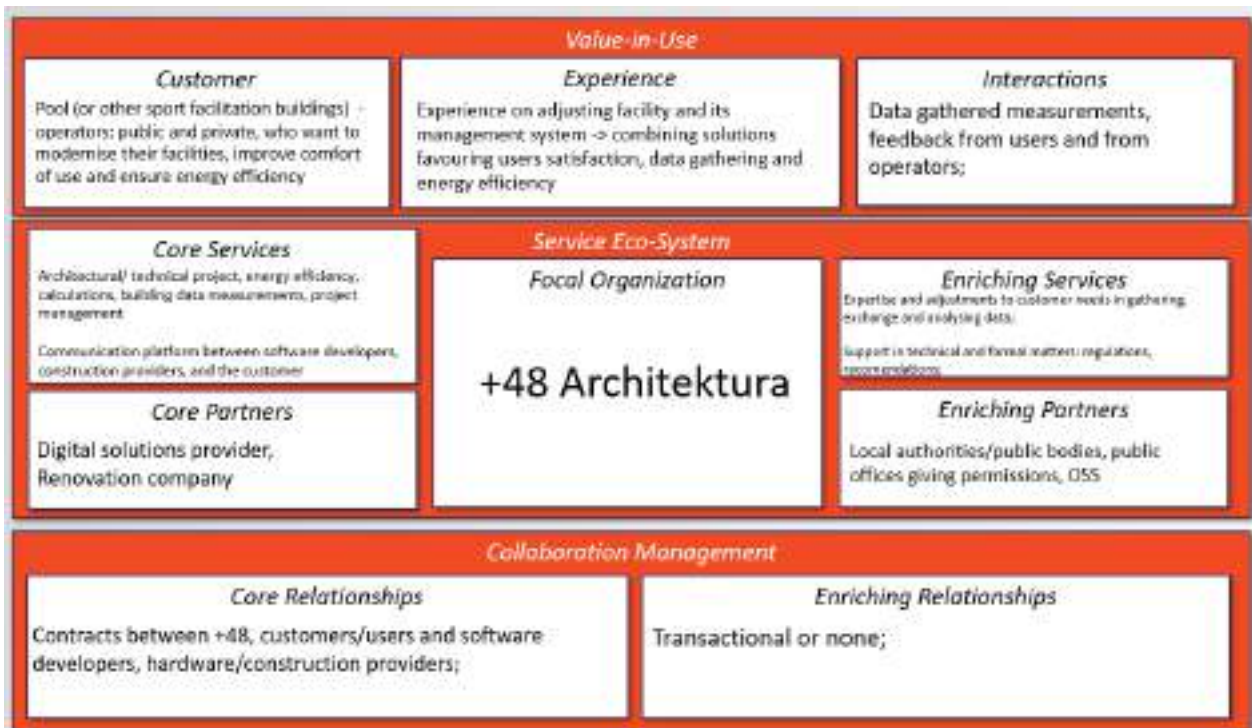 Value-in-Use
Customer
Pool (or other sport facilitation buildings) -
operators: public and private, who want to
modernise their facilities, improve comfort
of use and ensure energy efficiency
Experience
Experience on adjusting facility and its
management system -> combining solutions
favouring users satisfaction, data gathering and
energy efficiency
Interactions
Data gathered measurements,
feedback from users and from
operators;
Service Eco-System
Core Services
Architectural/ technical project, energy efficiency,
calculations, building data measurements, project
management
Communication platform between software developers,
construction providers, and the customer
Focal Organization
+48 Architektura
Enriching Services
Expertise and adjustments to customer needs in gathering,
exchange and analysing data;
Support in technical and formal matters: regulations,
recomendations;
Core Partners
Digital solutions provider,
Renovation company
Enriching Partners
Local authorities/public bodies, public
offices giving permissions, OSS
Collaboration Management
Core Relationships
Contracts between +48, customers/users and software
developers, hardware/construction providers;
Enriching Relationships
Transactional or none;